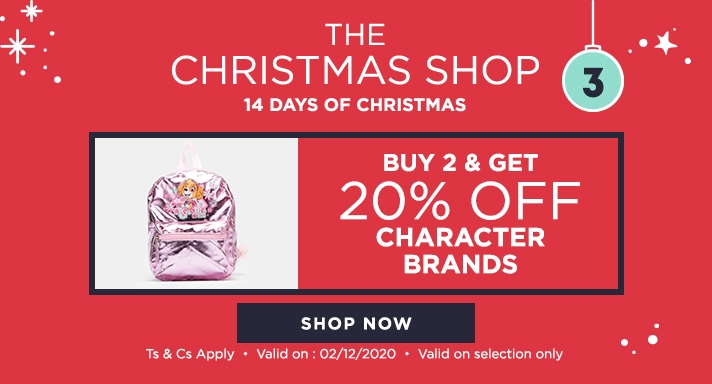 THE
CHRISTMAS SHOP
14 DAYS OF CHRISTMAS
3
BUY 2 & GET
20% OFF
CHARACTER
BRANDS
SHOP NOW
Ts & Cs Apply • Valid on : 02/12/2020 • Valid on selection only